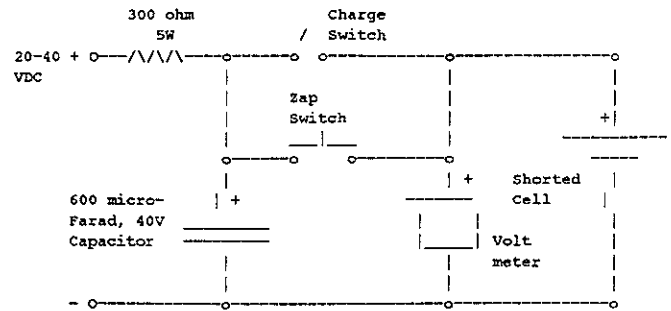 300 ohm
5W
Charge
/ Switch
20-40 +
VDC
Zap
Switch
+
+
+
Shorted
Cell
600 micro-
Farad, 40V
Capacitor
Volt
meter
-